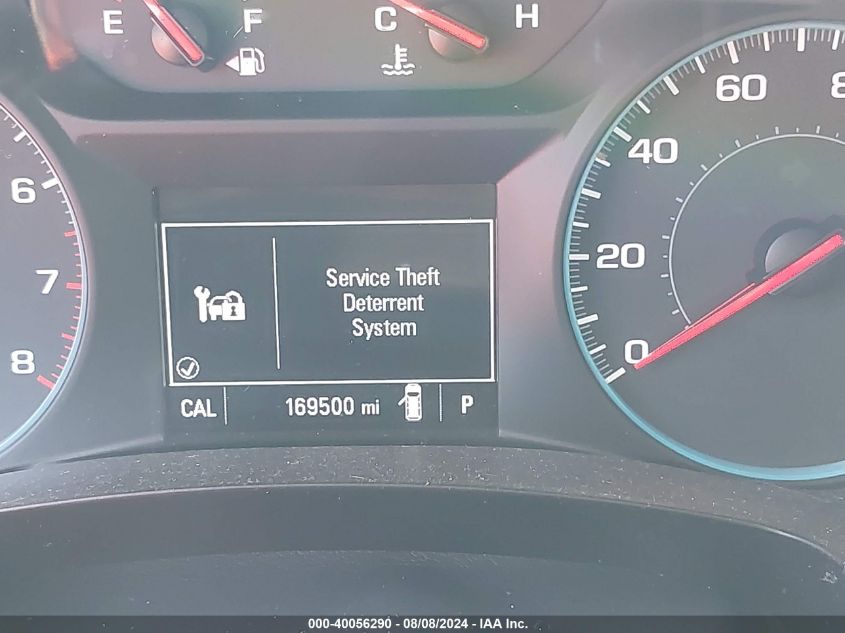 E F C H
6
7
8
0
20
40
60
8
Service Theft
Deterrent
System
CAL 169500 mi P
000-40056290 - 08/08/2024 - IAA Inc.